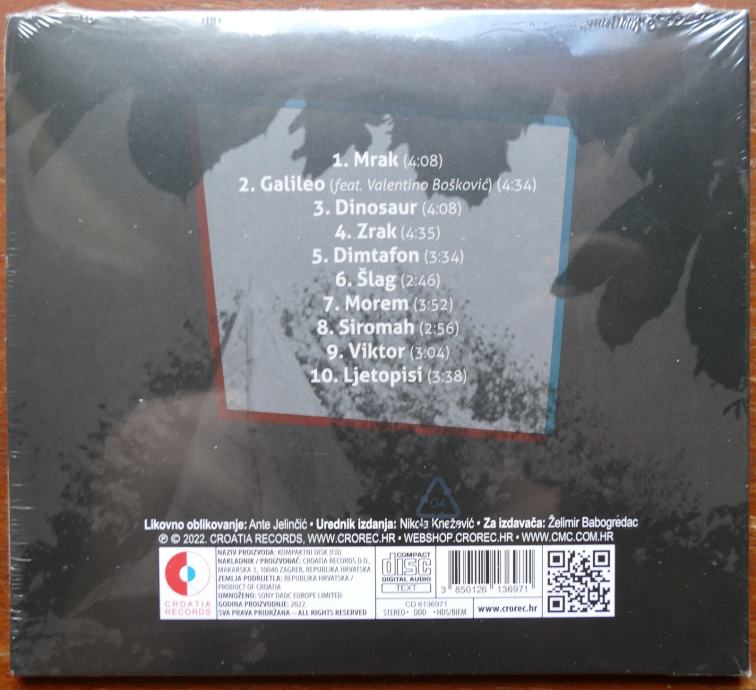 1. Mrak (4:08)
2. Galileo (feat. Valentino Bošković) (4:34)
3. Dinosaur (4:08)
4. Zrak (4:35)
5. Dimtafon (3:34)
6. Šlag (2:46)
7. Morem (3:52)
8. Siromah (2:56)
9. Viktor (3:04)
10. Ljetopisi (3:38)
04
Likovno oblikovanje: Ante Jelinčić • Urednik izdanja: Nikola Knežević • Za izdavača: Želimir Babogredac
℗ © 2022. CROATIA RECORDS, WWW.CROREC.HR • WEBSHOP.CROREC.HR • WWW.CMC.COM.HR
CROATIA
RECORDS
NAZIV PROIZVODA: KOMPAKTNI DISK (CD)
NAKLADNIK / PROIZVOĐAČ: CROATIA RECORDS D.D.,
MAKARSKA 3, 10040 ZAGREB, REPUBLIKA HRVATSKA
ZEMLJA PODRIJETLA: REPUBLIKA HRVATSKA /
PRODUCT OF CROATIA
UMNOŽENO: SONY DADC EUROPE LIMITED
GODINA PROIZVODNJE: 2022.
SVA PRAVA PRIDRŽANA – ALL RIGHTS RESERVED
COMPACT
disc
DIGITAL AUDIO
TEXT
CD 6136971
STEREO • DDD • HDS/BIEM
3 850126 136971
www.crorec.hr